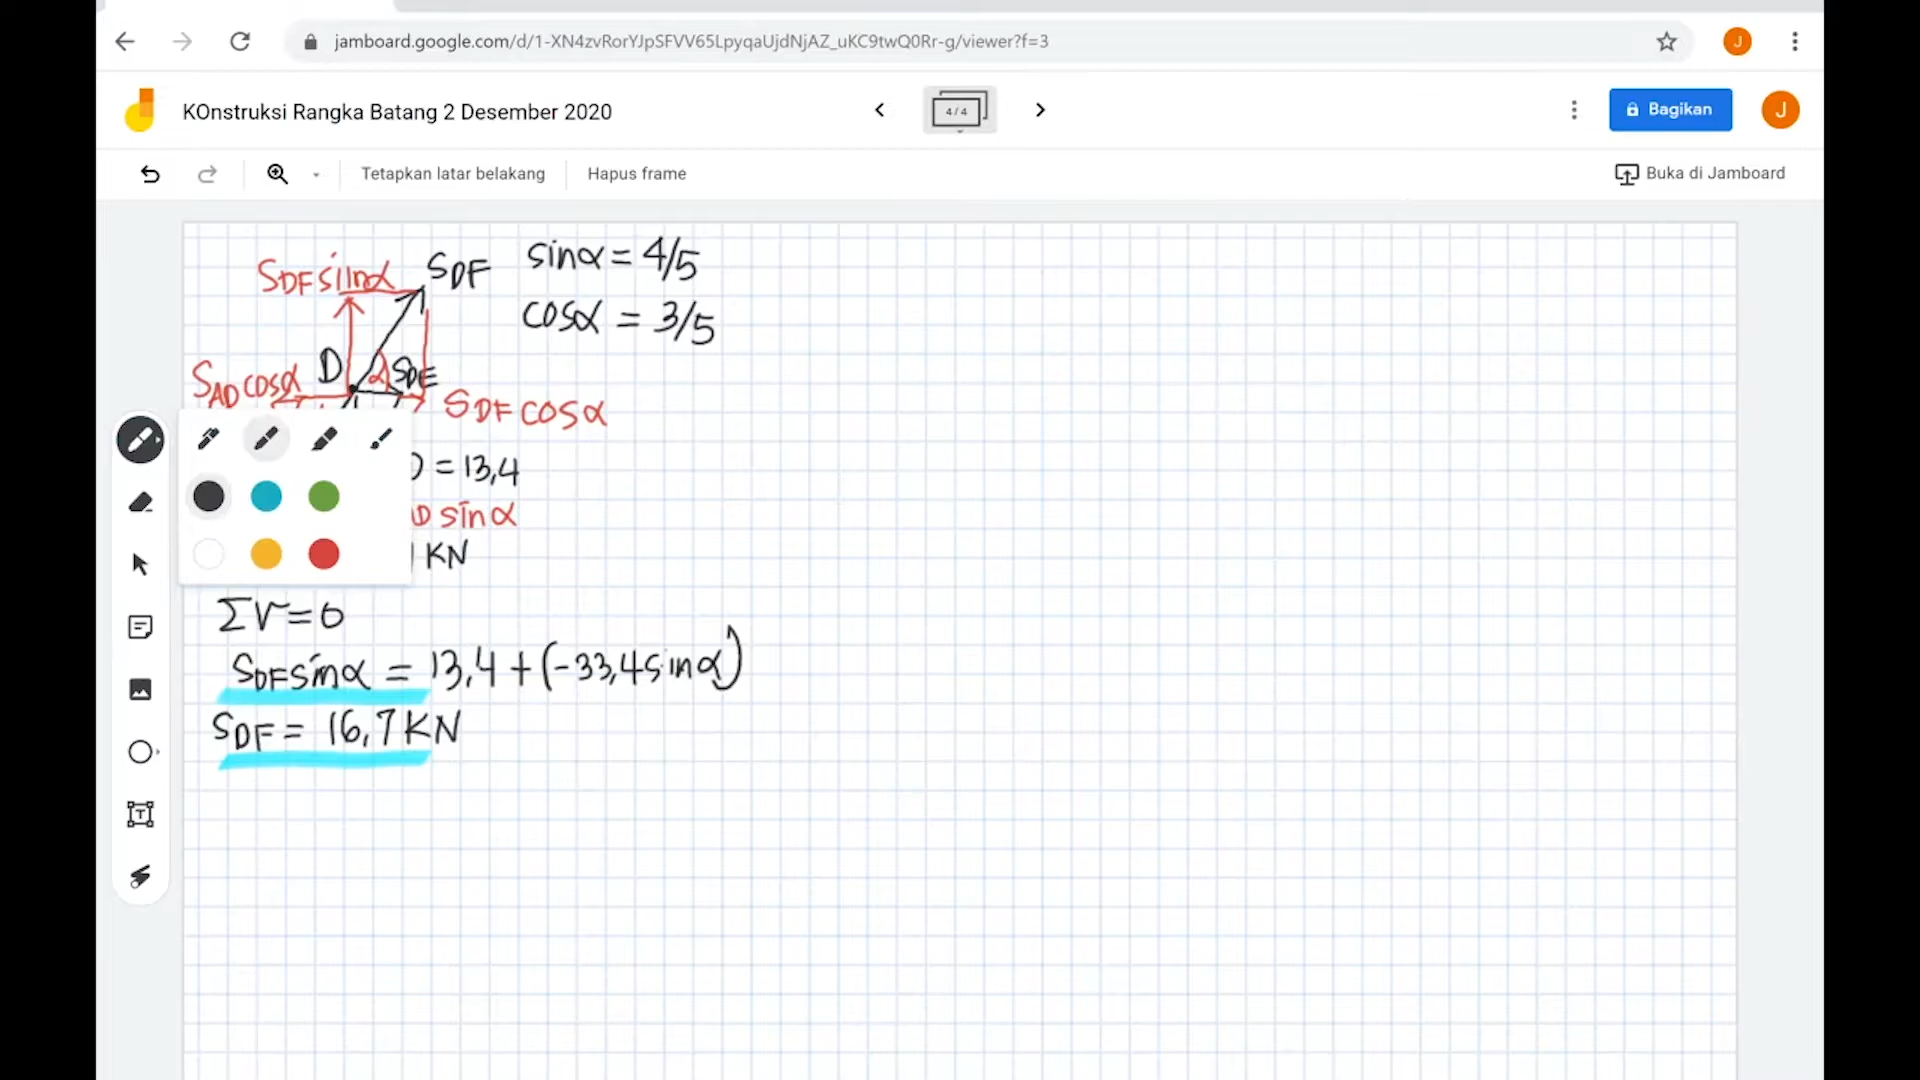 jamboard.google.com/d/1-XN4zvRorYJpSFVV65LpyqaUjdNjAZ_uKC9twQ0Rr-g/viewer?f=3
J
KOnstruksi Rangka Batang 2 Desember 2020
4 / 4
Bagikan
J
Tetapkan latar belakang
Hapus frame
Buka di Jamboard
SDF sinα
SDF
sinα = 4/5
cosα = 3/5
D
α
SDE
SAD cosα
SDF cosα
= 13,4
AD sinα
KN
ΣV=0
SDF sinα = 13,4 + (-33,4 sinα)
SDF = 16,7 KN
T